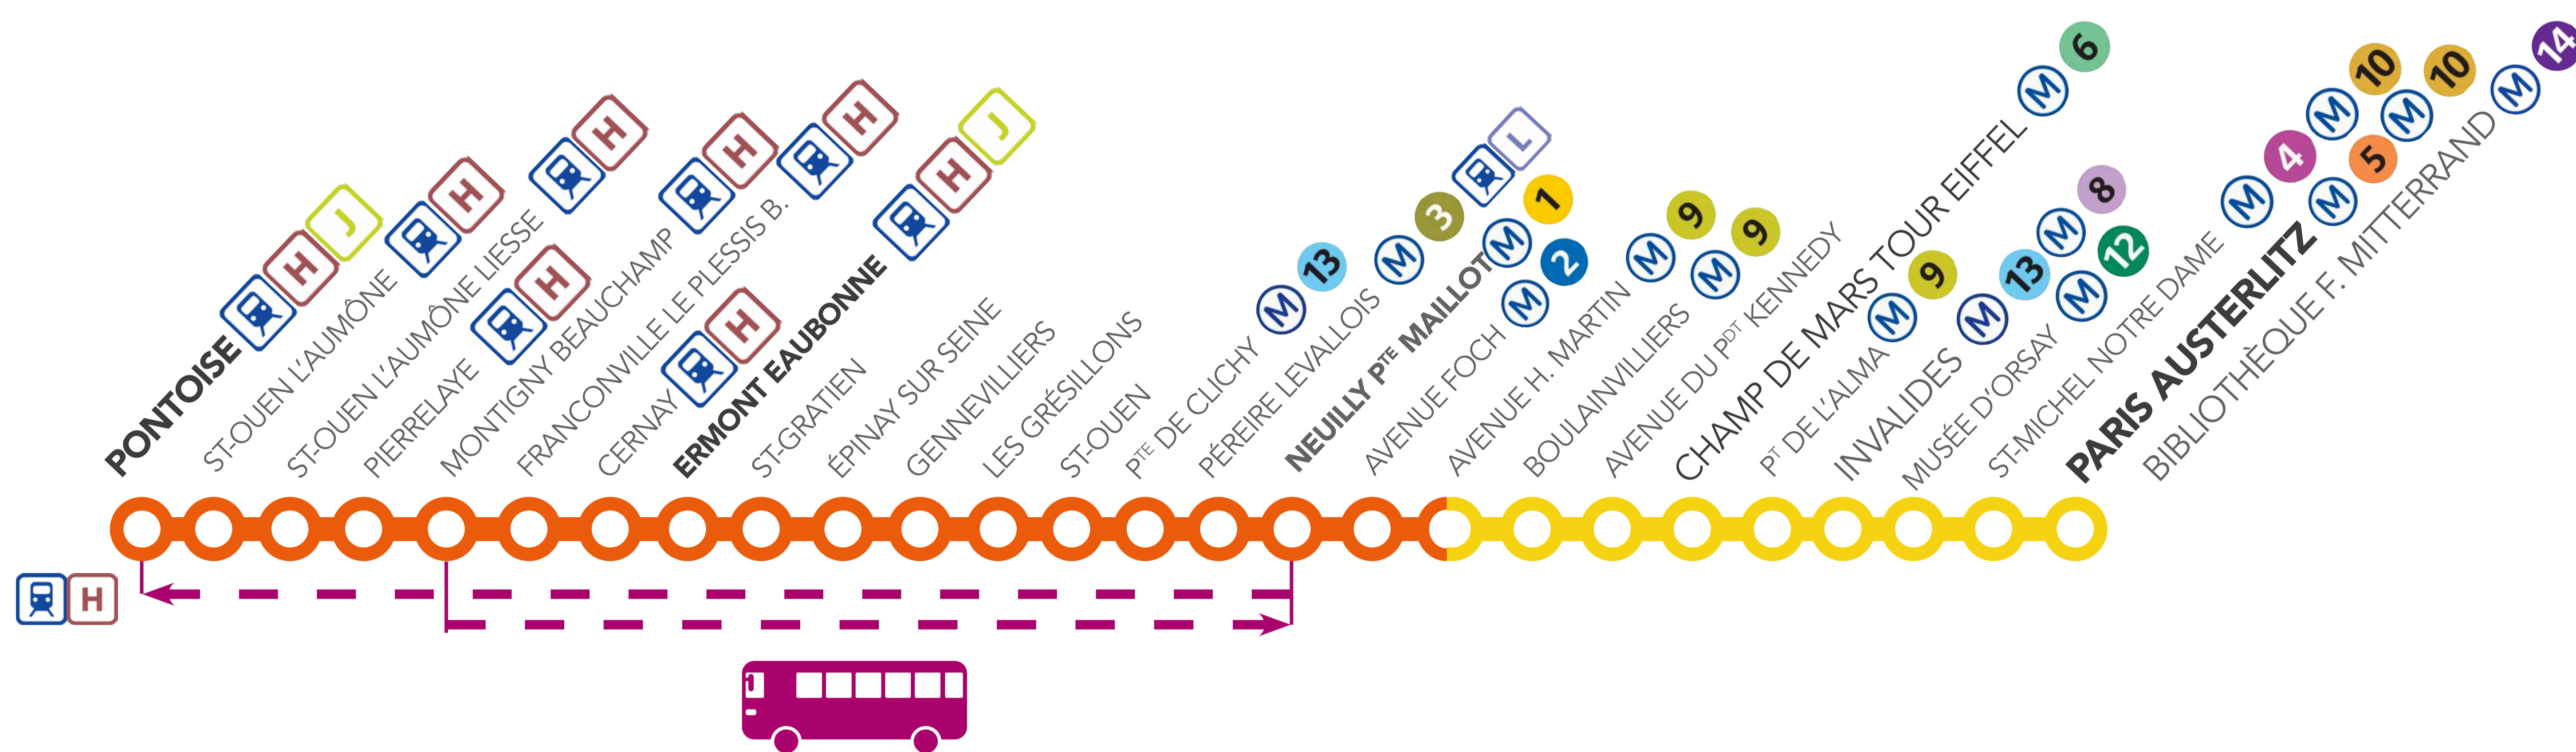 PONTOISE H J
ST-OUEN L'AUMÔNE H
ST-OUEN L'AUMÔNE LIESSE H
PIERRELAYE H
MONTIGNY BEAUCHAMP H
FRANCONVILLE LE PLESSIS B. H
CERNAY H
ERMONT EAUBONNE H J
ST-GRATIEN
ÉPINAY SUR SEINE
GENNEVILLIERS
LES GRÉSILLONS
ST-OUEN
PTE DE CLICHY M 13
PÉREIRE LEVALLOIS M 3 L
NEUILLY PTE MAILLOT M 1
AVENUE FOCH M 2
AVENUE H. MARTIN M 9
BOULAINVILLIERS M 9
AVENUE DU PDT KENNEDY
CHAMP DE MARS TOUR EIFFEL M 6
PT DE L'ALMA M 9
INVALIDES M 13 M 8
MUSÉE D'ORSAY M 12
ST-MICHEL NOTRE DAME M 4 M 10
PARIS AUSTERLITZ M 5 M 10
BIBLIOTHÈQUE F. MITTERRAND M 14
H